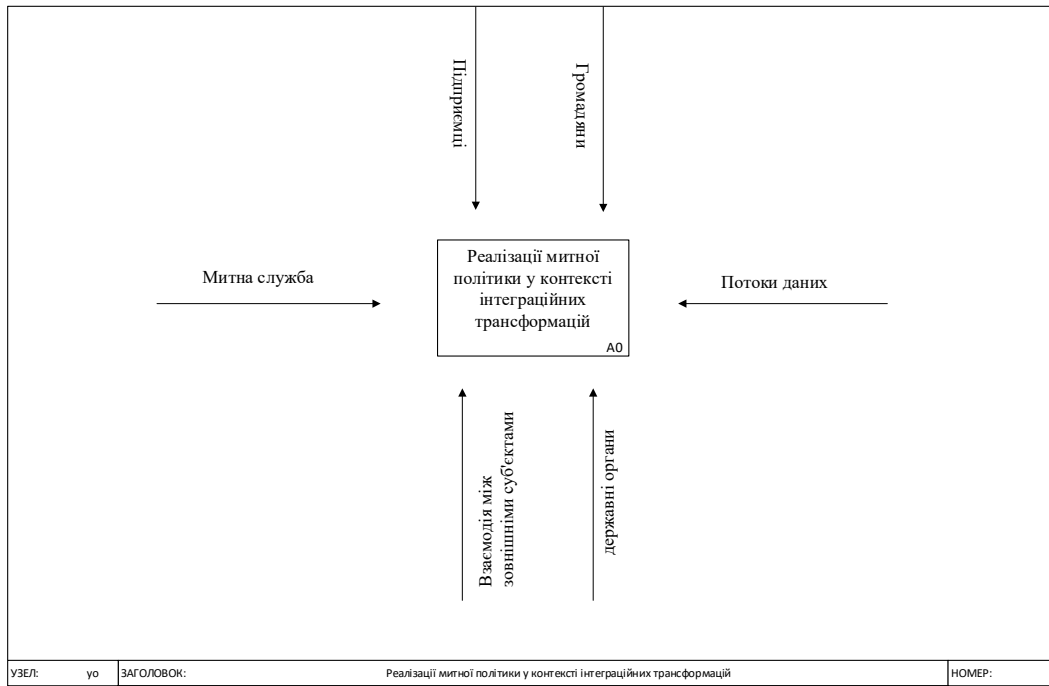 Підприємці
Громадяни
Митна служба
Реалізації митної
політики у контексті
інтеграційних
трансформацій
A0
Потоки даних
Взаємодія між
зовнішніми суб'єктами
державні органи
УЗЕЛ: уо ЗАГОЛОВОК: Реалізації митної політики у контексті інтеграційних трансформацій НОМЕР: